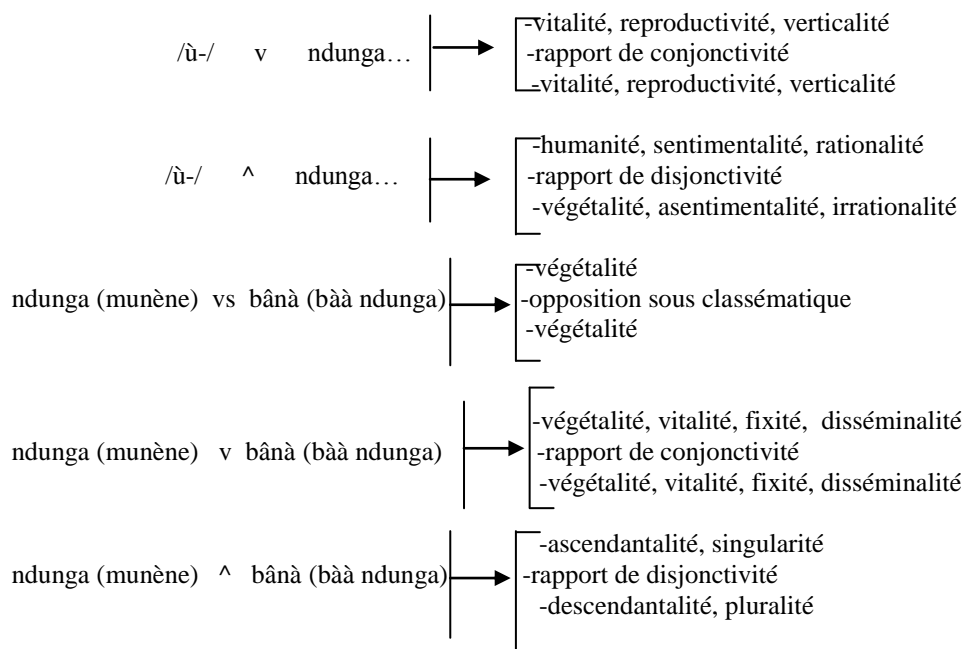 -vitalité, reproductivité, verticalité
/ù-/ v ndunga… -rapport de conjonctivité
-vitalité, reproductivité, verticalité
-humanité, sentimentalité, rationalité
/ù-/ ^ ndunga… -rapport de disjonctivité
-végétalité, asentimentalité, irrationalité
-végétalité
ndunga (munène) vs bânà (bàà ndunga) -opposition sous classématique
-végétalité
-végétalité, vitalité, fixité, disséminalité
ndunga (munène) v bânà (bàà ndunga) -rapport de conjonctivité
-végétalité, vitalité, fixité, disséminalité
-ascendantalité, singularité
ndunga (munène) ^ bânà (bàà ndunga) -rapport de disjonctivité
-descendantalité, pluralité